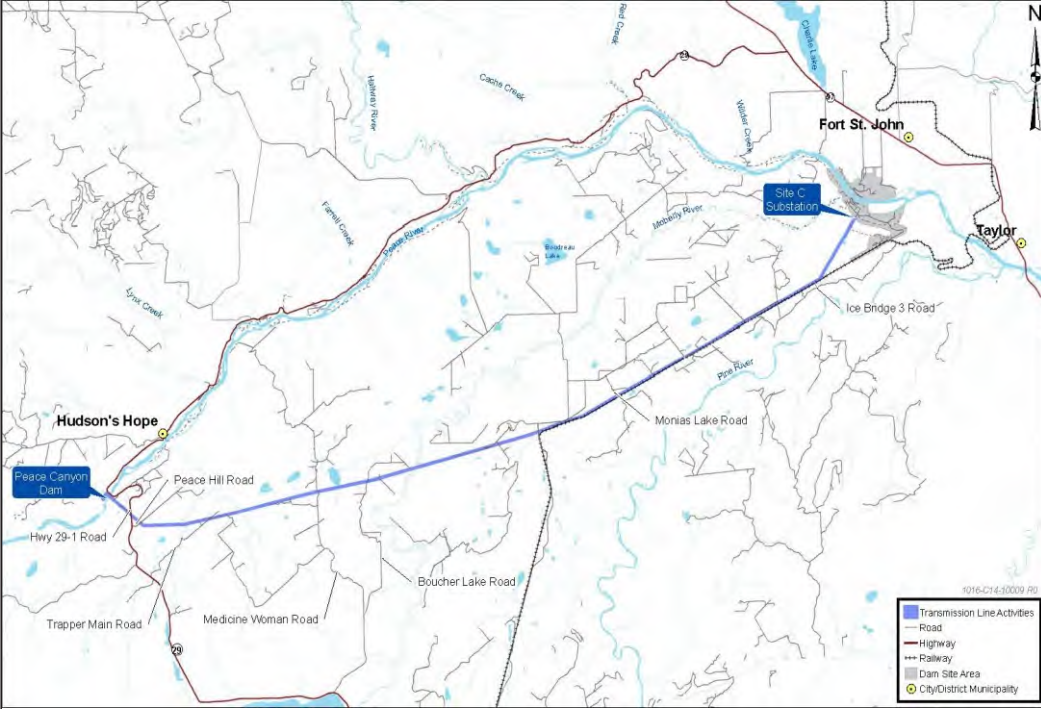 N
Red Creek
29
Charlie Lake
Cache Creek
Halfway River
97
Wilder Creek
Fort St. John
Site C
Substation
Moberly River
Taylor
Farrell Creek
Peace River
Boudreau
Lake
Lynx Creek
Ice Bridge 3 Road
Pine River
Hudson's Hope
Monias Lake Road
Peace Canyon
Dam
Peace Hill Road
Hwy 29-1 Road
Boucher Lake Road
Trapper Main Road
Medicine Woman Road
29
1016-C14-10009 R0
Transmission Line Activities
Road
Highway
Railway
Dam Site Area
City/District Municipality